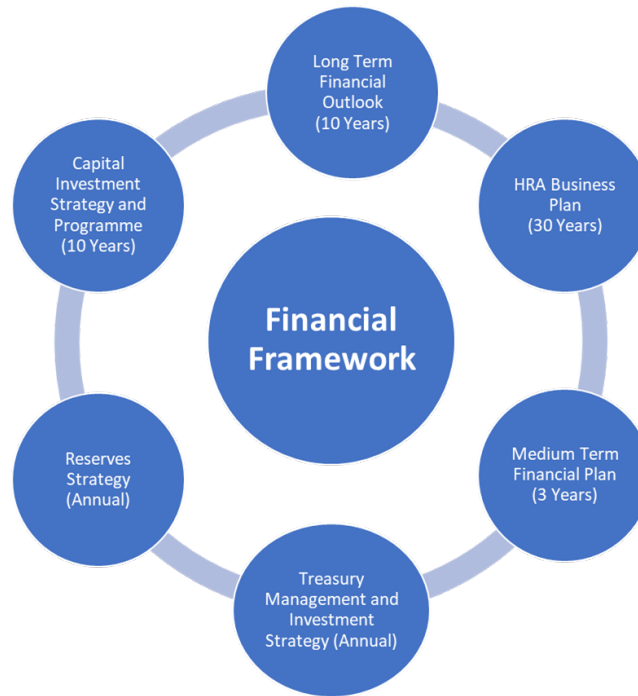 Long Term
Financial
Outlook
(10 Years)
HRA Business
Plan
(30 Years)
Medium Term
Financial Plan
(3 Years)
Treasury
Management and
Investment
Strategy (Annual)
Reserves
Strategy
(Annual)
Capital
Investment
Strategy and
Programme
(10 Years)
Financial
Framework